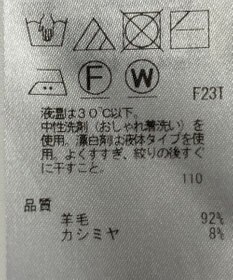 F W
F23I
液温は30℃以下。
中性洗剤(おしゃれ着洗い)を
使用。漂白剤は液体タイプを使
用。よくすすぎ、絞りの後すぐ
に干すこと。
110
品質
羊毛 92%
カシミヤ 8%